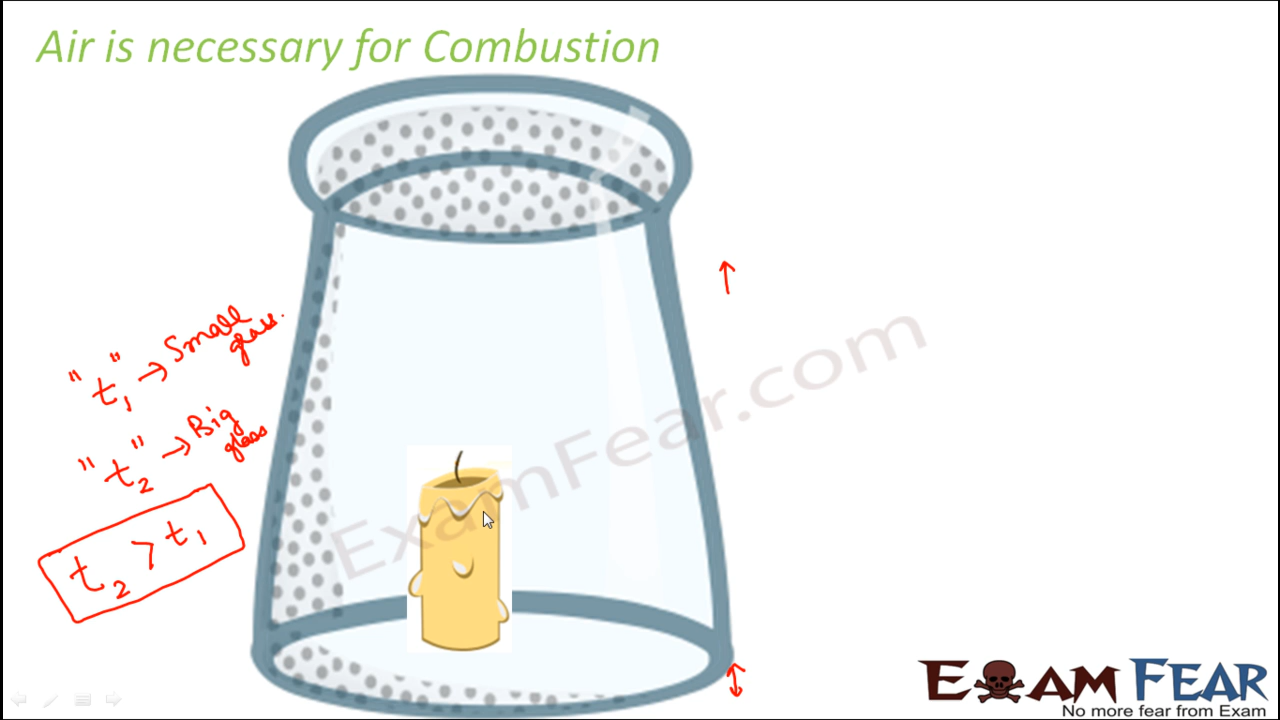 Air is necessary for Combustion
"t₁" → Small
glass.
"t₂" → Big
glass
t₂ > t₁
ExamFear.com
EXAM FEAR
No more fear from Exam